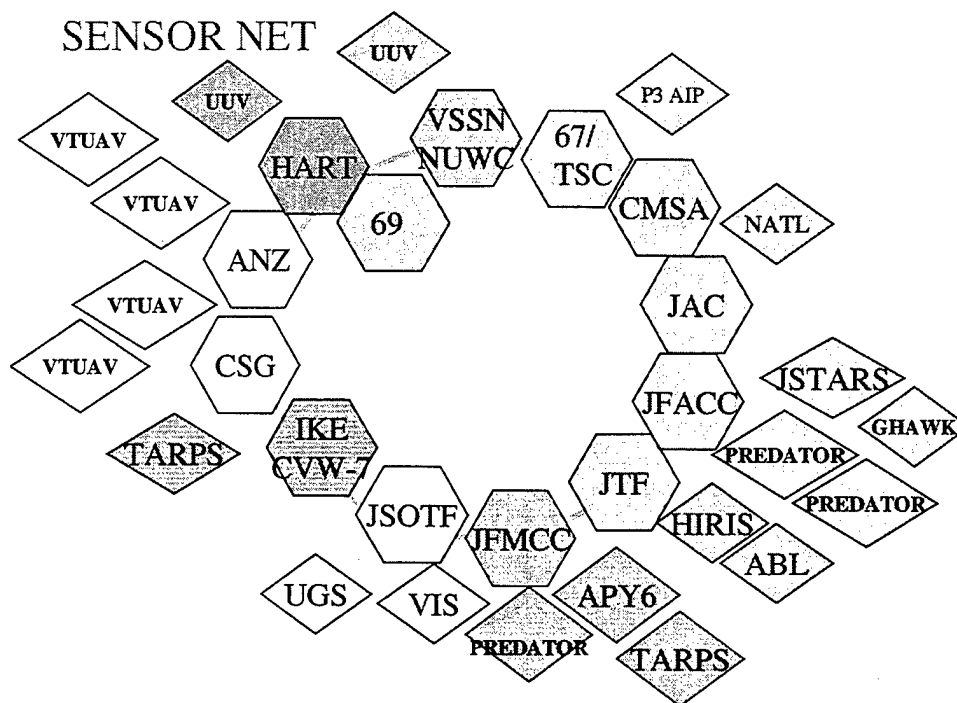 SENSOR NET
UUV
UUV
P3 AIP
VTUAV
HART
VSSN
NUWC
67/
TSC
VTUAV
69
CMSA
NATL
ANZ
VTUAV
JAC
VTUAV
CSG
JSTARS
JFACC
GHAWK
TARPS
IKE
CVW-7
PREDATOR
JTF
PREDATOR
JSOTF
JFMCC
HIRIS
ABL
UGS
VIS
APY6
PREDATOR
TARPS